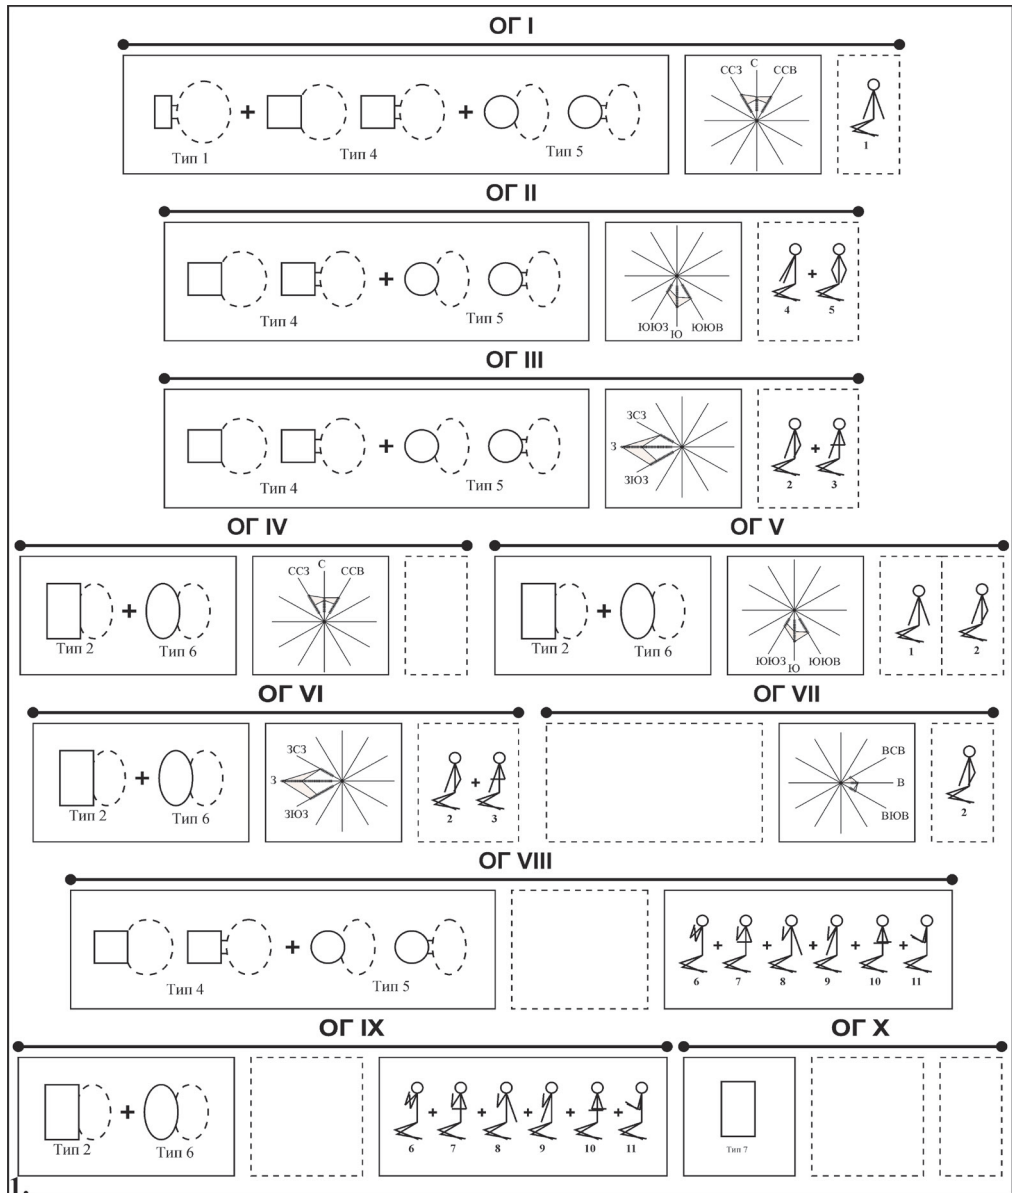 ОГ I
ССЗ С ССВ
Тип 1 Тип 4 Тип 5 1
ОГ II
4 + 5
Тип 4 Тип 5 ЮЮЗ Ю ЮЮВ
ОГ III
ЗСЗ
З
ЗЮЗ
Тип 4 Тип 5 2 + 3
ОГ IV ОГ V
ССЗ С ССВ
Тип 2 + Тип 6 Тип 2 + Тип 6 ЮЮЗ Ю ЮЮВ 1 2
ОГ VI ОГ VII
ЗСЗ ВСВ
З В
ЗЮЗ ВЮВ
Тип 2 + Тип 6 2 + 3 2
ОГ VIII
Тип 4 + Тип 5 6 + 7 + 8 + 9 + 10 + 11
ОГ IX ОГ X
Тип 2 + Тип 6 6 + 7 + 8 + 9 + 10 + 11 Тип 7
1.